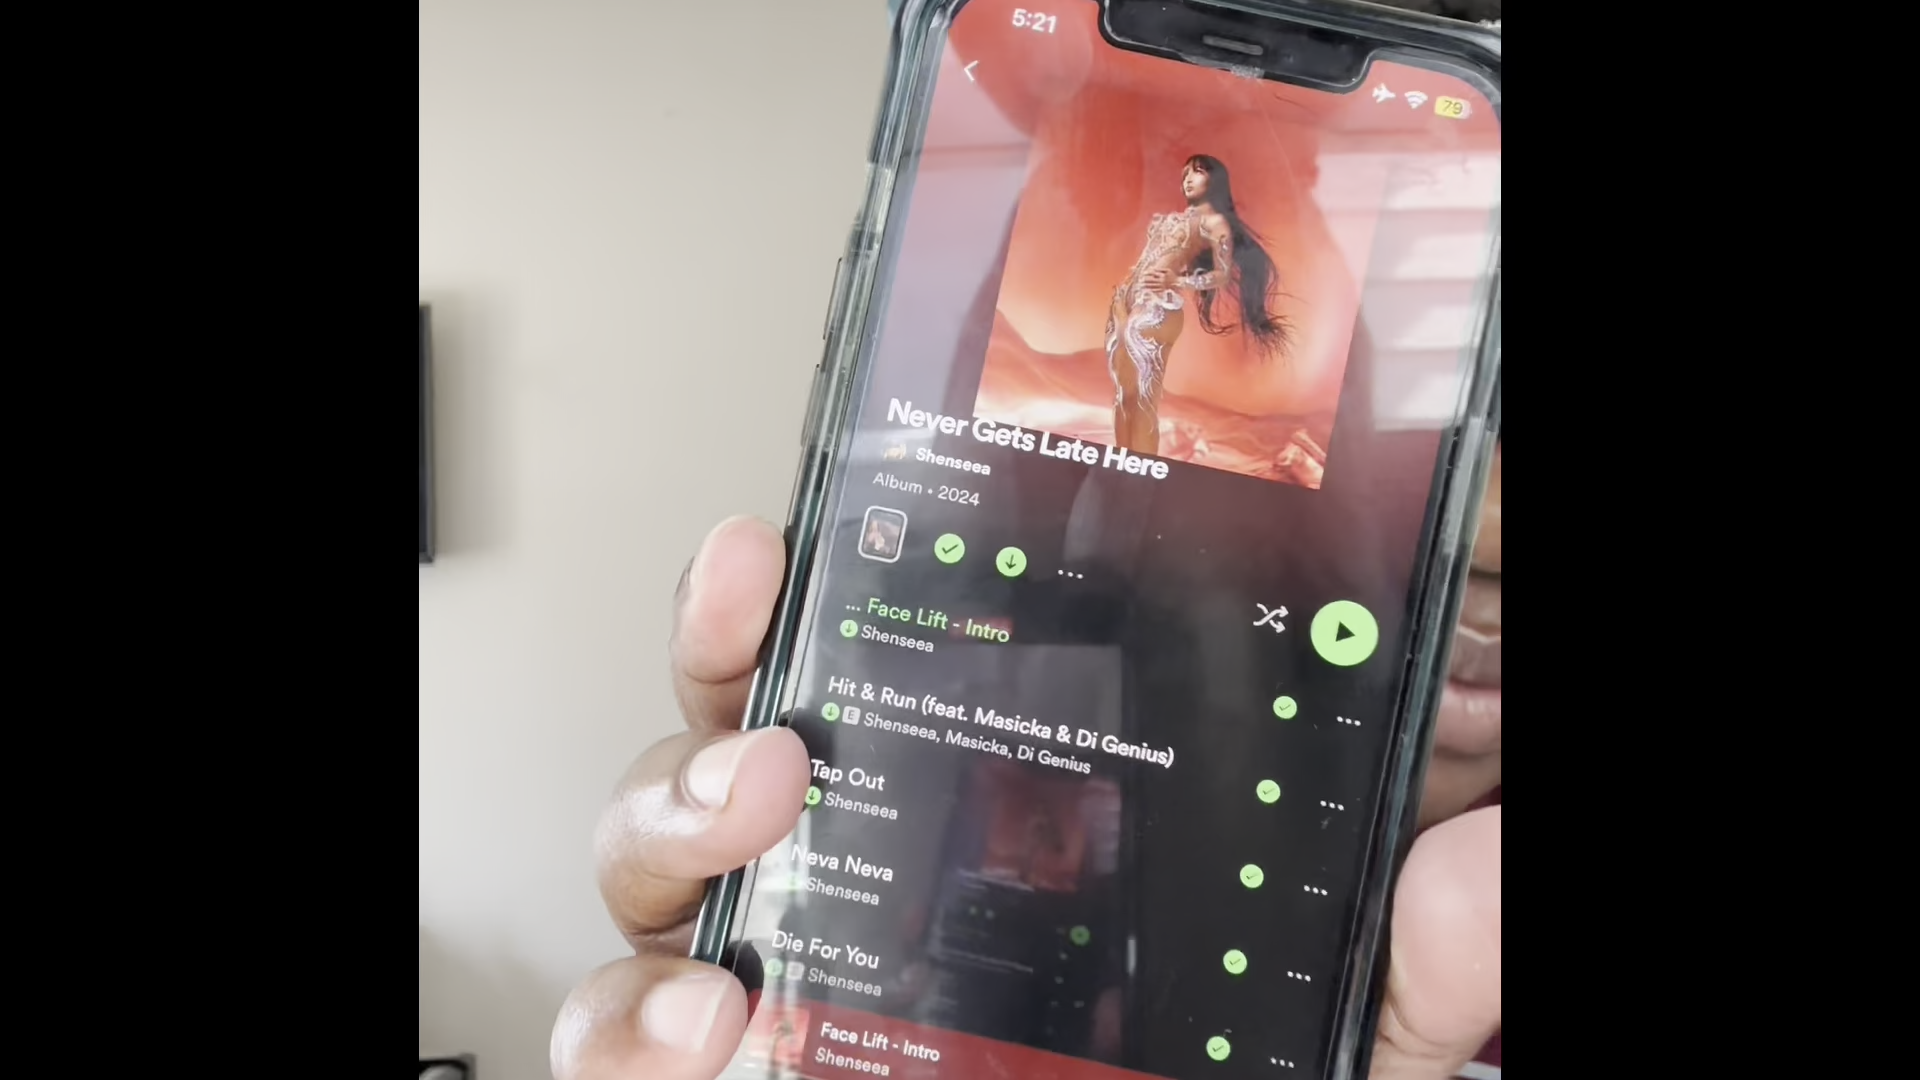 5:21
79
Never Gets Late Here
Shenseea
Album • 2024
... Face Lift - Intro
Shenseea
Hit & Run (feat. Masicka & Di Genius)
E Shenseea, Masicka, Di Genius
Tap Out
Shenseea
Neva Neva
Shenseea
Die For You
Shenseea
Face Lift - Intro
Shenseea